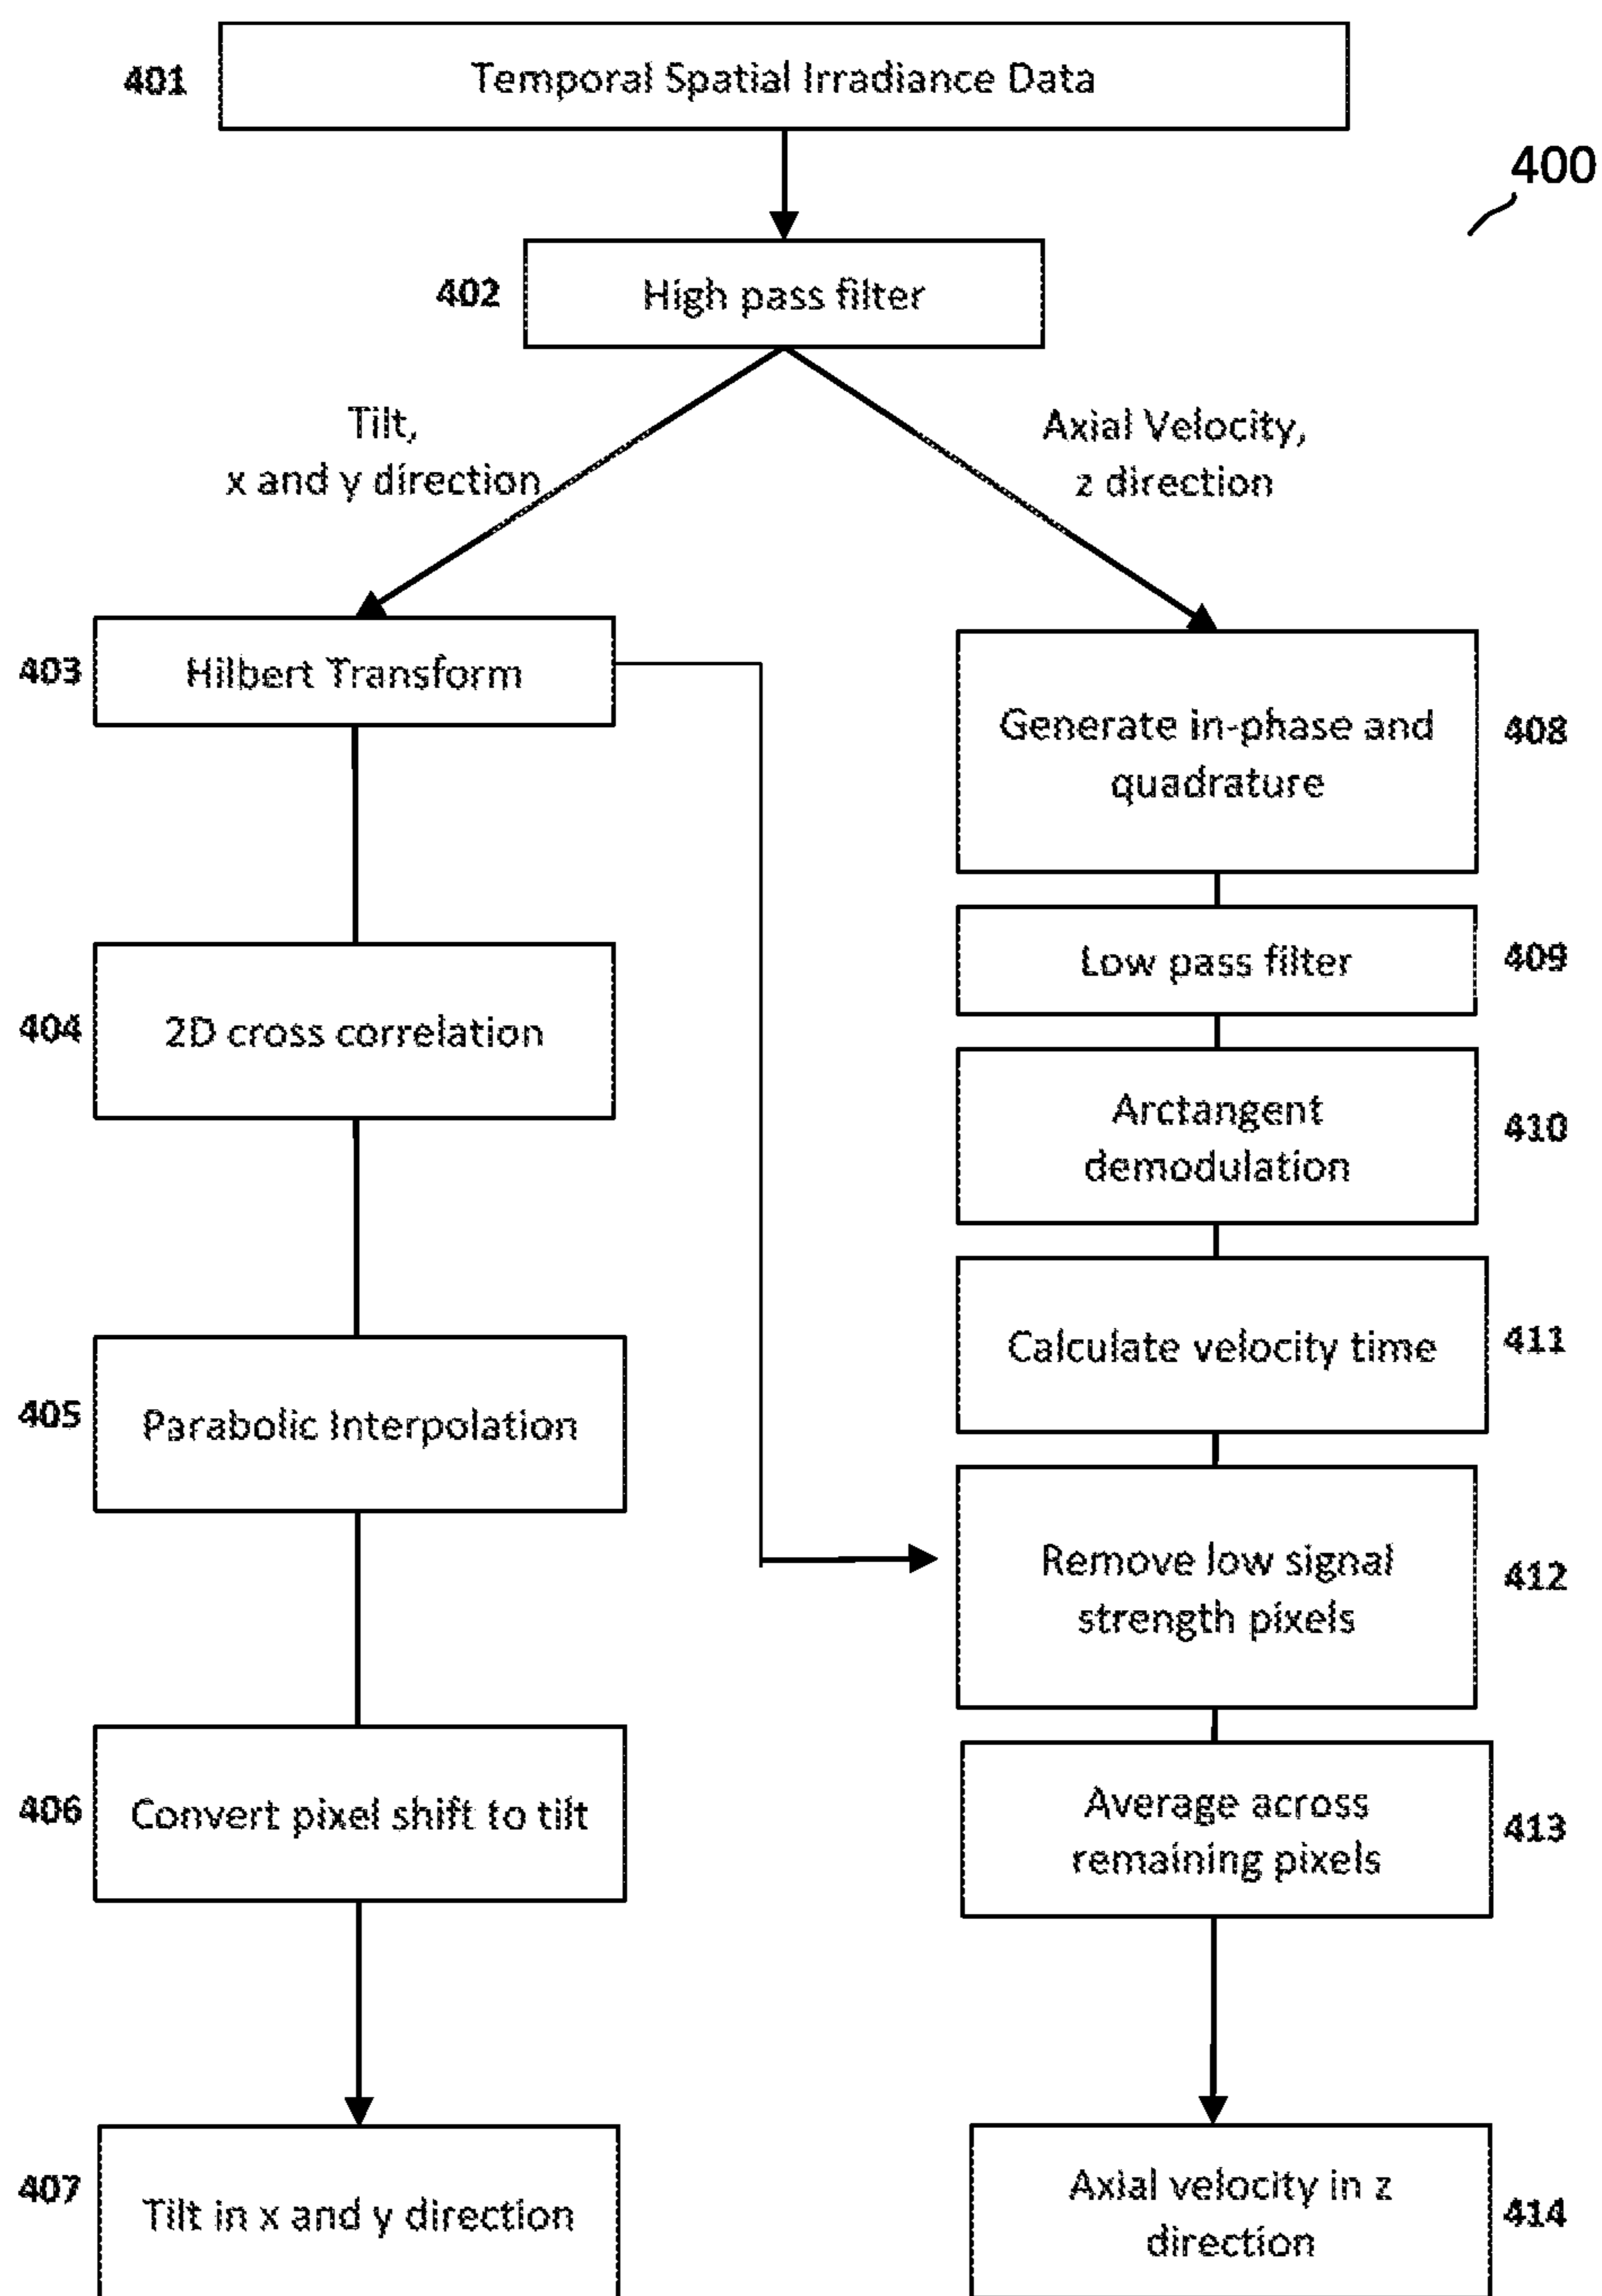 401
Temporal Spatial Irradiance Data
400
402
High pass filter
Tilt,
x and y direction
Axial Velocity,
z direction
403
Hilbert Transform
Generate in-phase and
quadrature
408
Low pass filter
409
404
2D cross correlation
Arctangent
demodulation
410
Calculate velocity time
411
405
Parabolic Interpolation
Remove low signal
strength pixels
412
406
Convert pixel shift to tilt
Average across
remaining pixels
413
407
Tilt in x and y direction
Axial velocity in z
direction
414